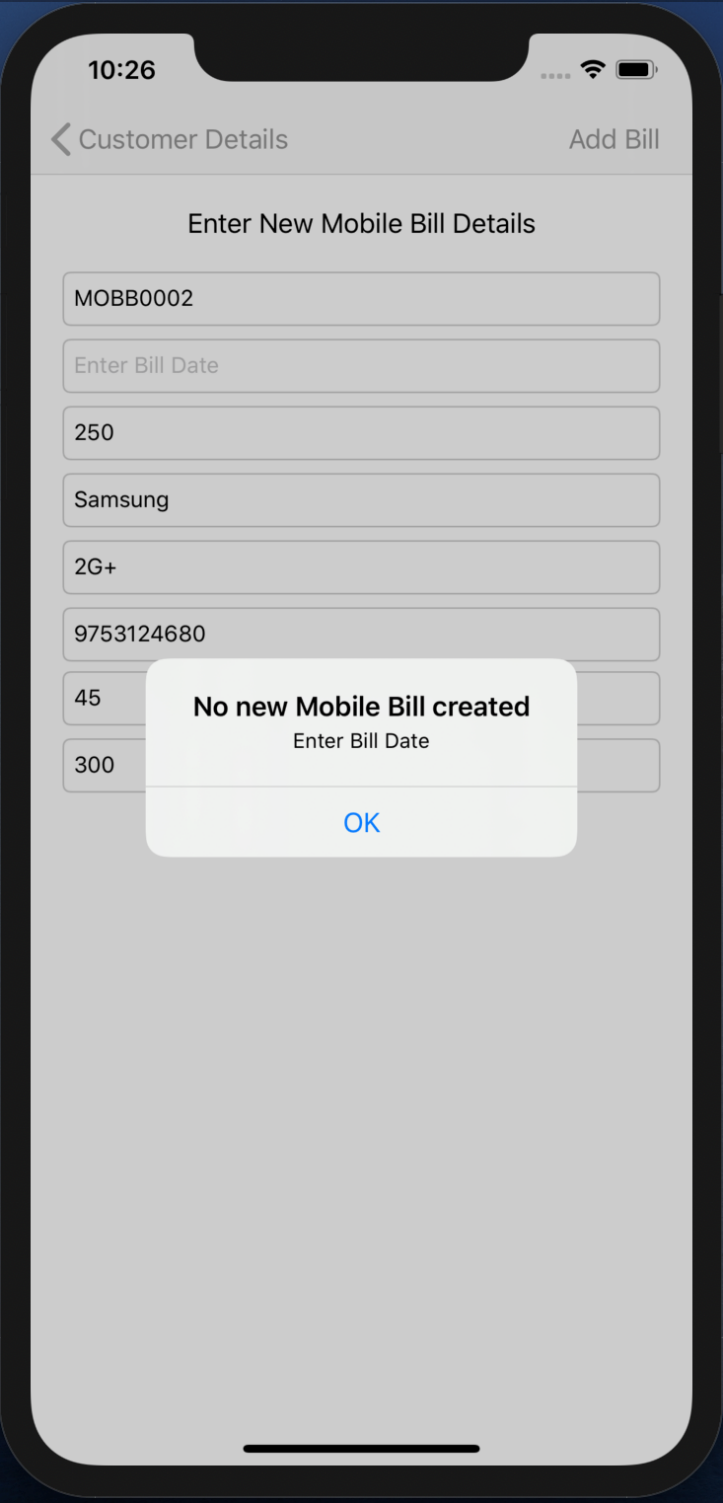 10:26
Customer Details Add Bill
Enter New Mobile Bill Details
MOBB0002
Enter Bill Date
250
Samsung
2G+
9753124680
45
300
No new Mobile Bill created
Enter Bill Date
OK